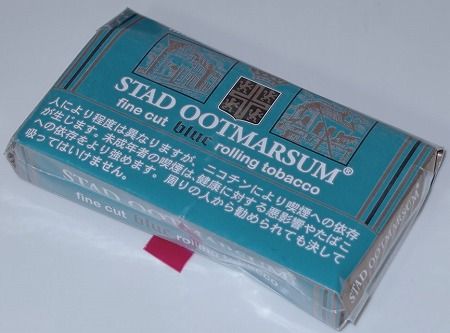 STAD OOTMARSUM®
fine cut blue rolling tobacco
人により程度は異なりますが、ニコチンにより喫煙への依存
が生じます。未成年者の喫煙は、健康に対する悪影響やたばこ
への依存をより強めます。周りの人から勧められても決して
吸ってはいけません。
STAD OOTMARSUM
fine cut blue rolling tobacco
STAD OOTMARSUM®